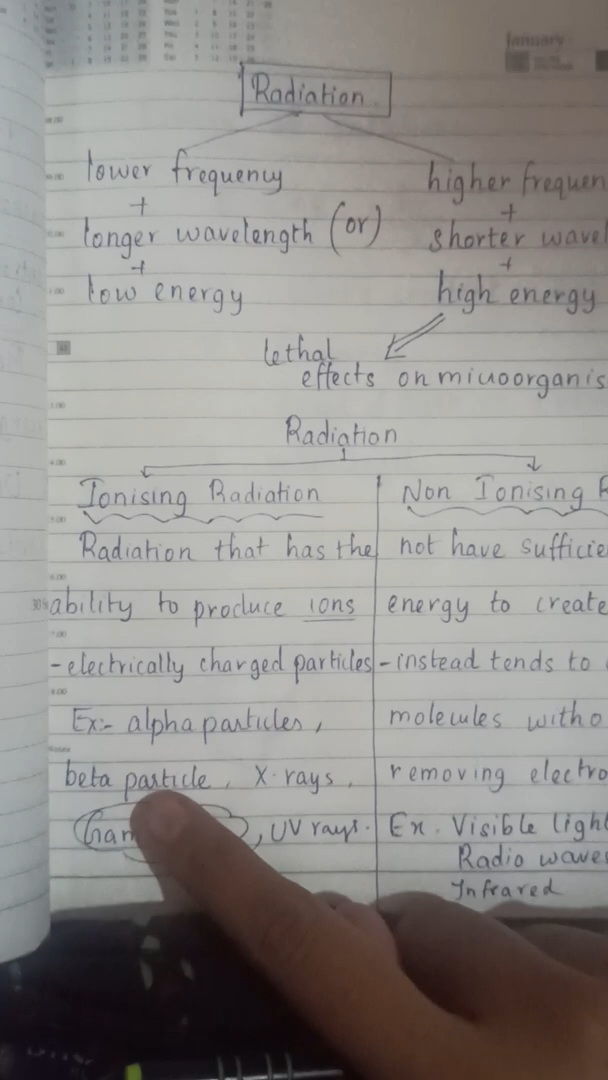 January
Radiation
lower frequency
higher frequen
+
+
longer wavelength (or) shorter wavel
+
+
low energy
high energy
lethal
effects on microorganis
Radiation
Ionising Radiation
Non Ionising R
Radiation that has the
not have sufficie
ability to produce ions
energy to create
-electrically charged particles
-instead tends to
Ex:- alpha particles,
molecules witho
beta particle, X-rays,
removing electro
Gam , UV rays.
Ex. Visible ligh
Radio waves
Infrared